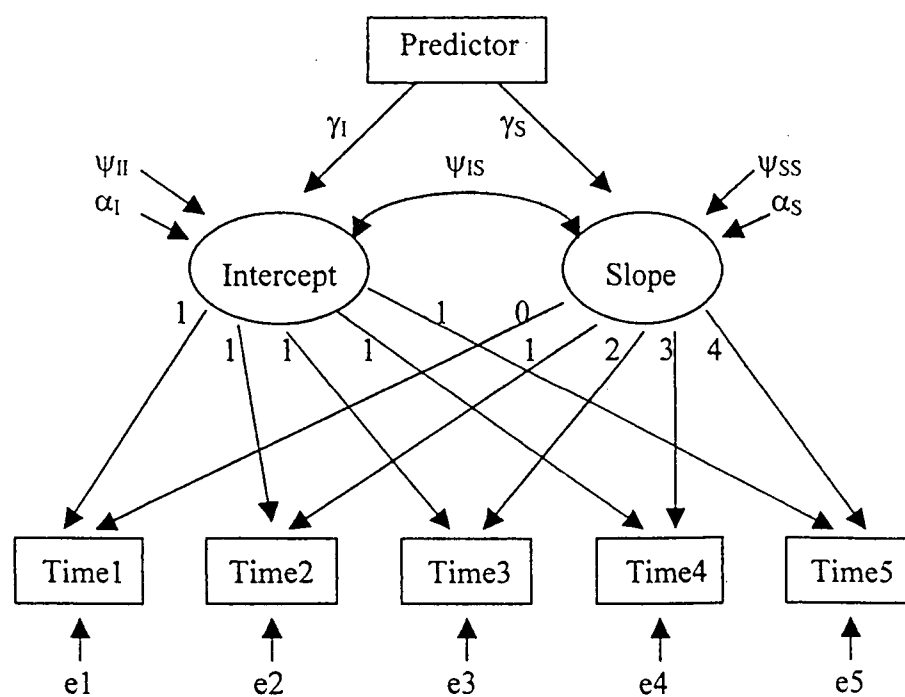 Predictor
γI γS
ψII ψIS ψSS
αI αS
Intercept Slope
1 1 0
1 1 1 1 2 3 4
Time1 Time2 Time3 Time4 Time5
e1 e2 e3 e4 e5